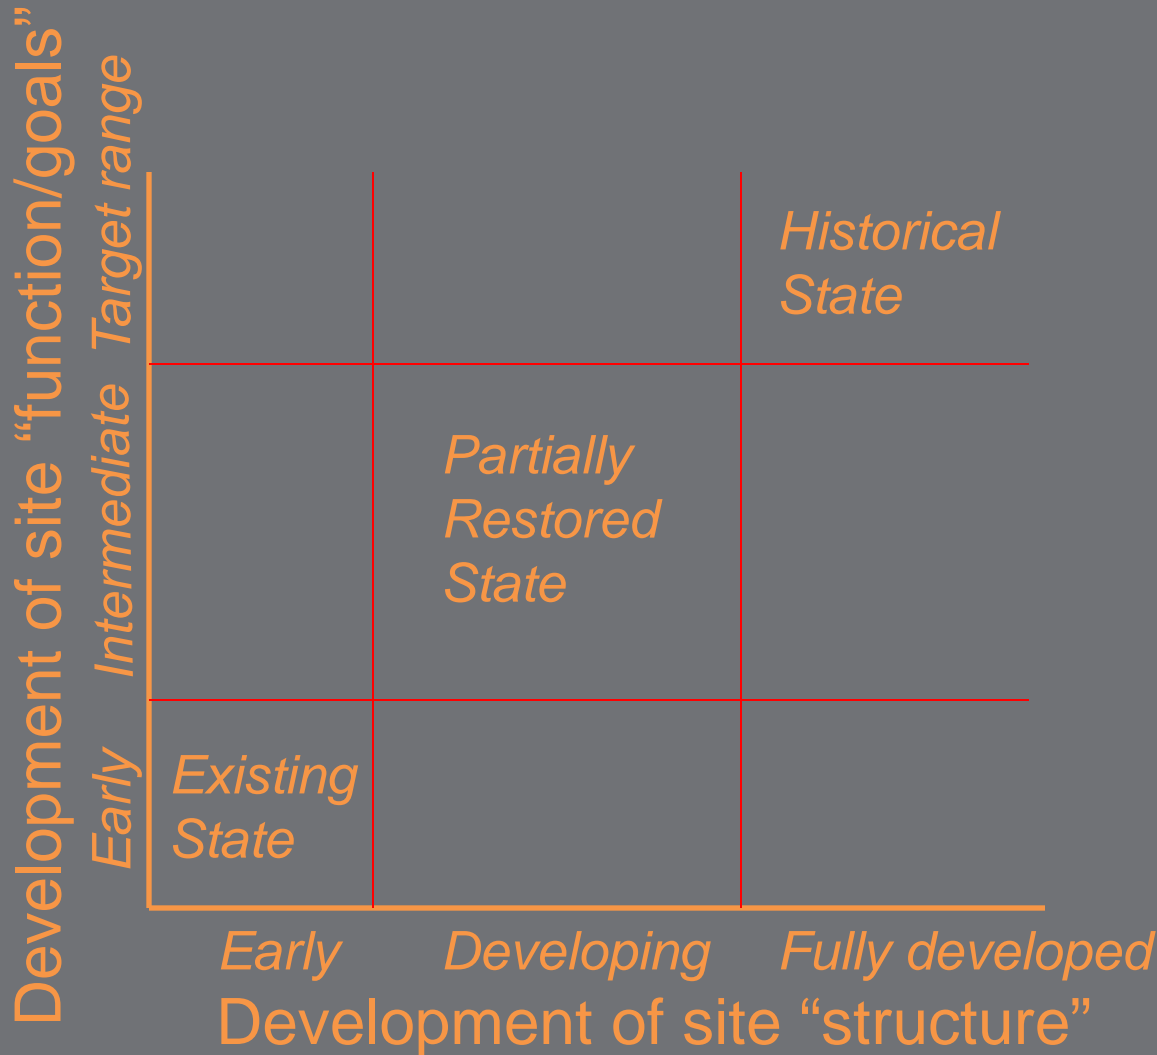 Development of site “function/goals”
Early Intermediate Target range
Historical
State
Partially
Restored
State
Existing
State
Early Developing Fully developed
Development of site “structure”